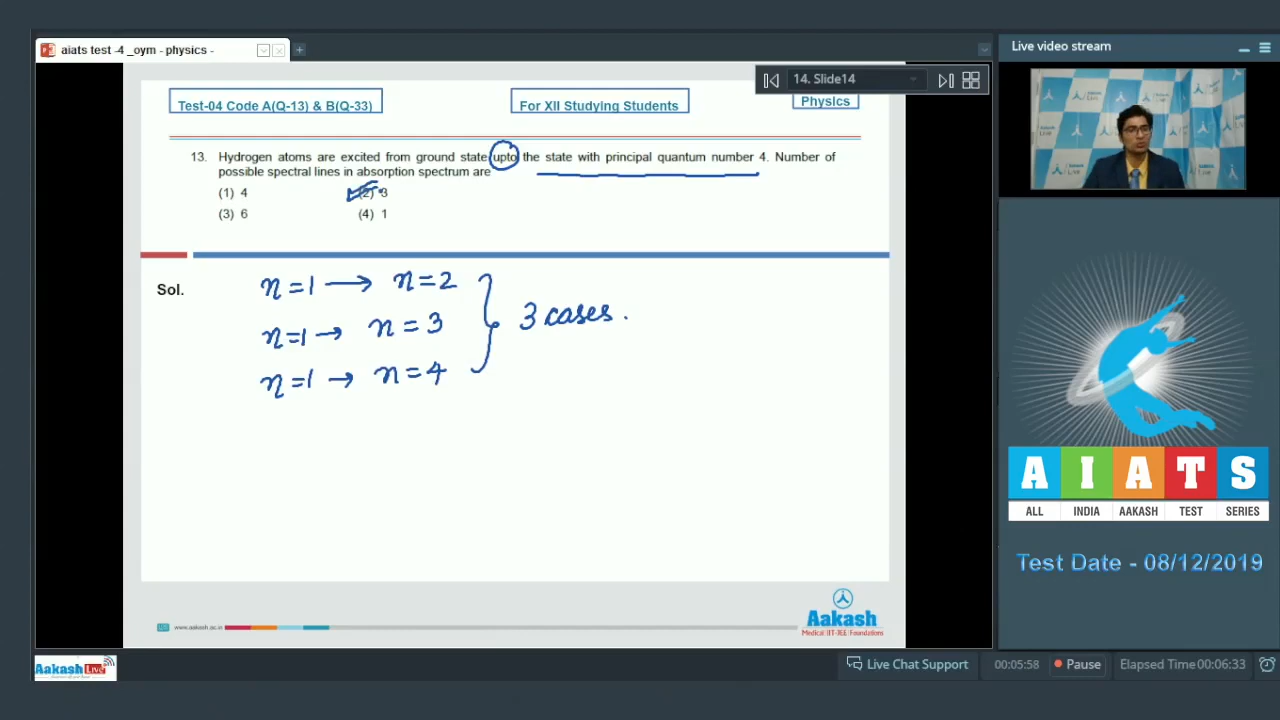 aiats test -4 _oym - physics -
Live video stream
14. Slide14
Test-04 Code A(Q-13) & B(Q-33)
For XII Studying Students
Physics
13. Hydrogen atoms are excited from ground state upto the state with principal quantum number 4. Number of
possible spectral lines in absorption spectrum are
(1) 4
(2) 3
(3) 6
(4) 1
Sol.
n=1 → n=2
n=1 → n=3
n=1 → n=4
3 cases.
A I A T S
ALL INDIA AAKASH TEST SERIES
Test Date - 08/12/2019
www.aakash.ac.in
Aakash
Medical|IIT-JEE|Foundations
Aakash Live
Live Chat Support
00:05:58
Pause
Elapsed Time 00:06:33